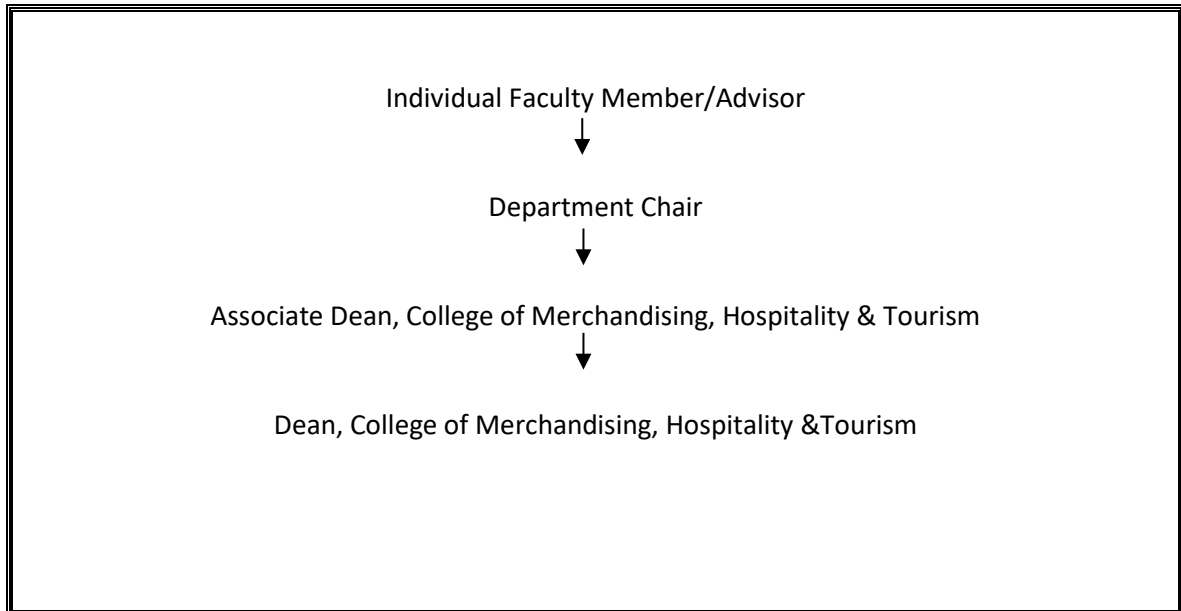 Individual Faculty Member/Advisor
Department Chair
Associate Dean, College of Merchandising, Hospitality & Tourism
Dean, College of Merchandising, Hospitality &Tourism